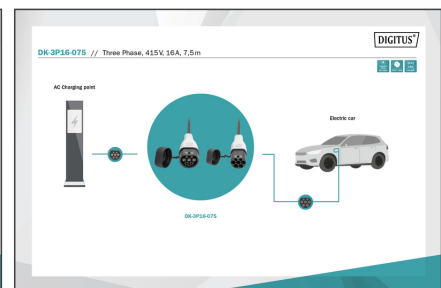 DIGITUS®
DK-3P16-075 // Three Phase, 415V, 16A, 7,5m
AC Charging point
Electric car
DK-3P16-075